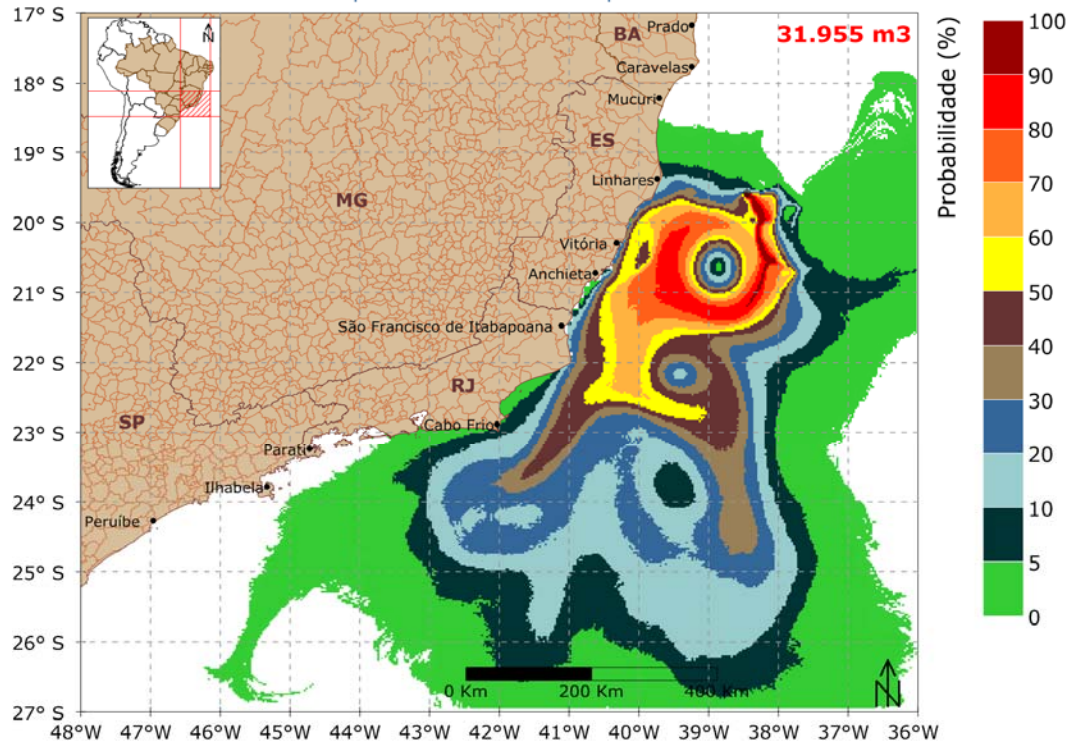 17° S
18° S
19° S
20° S
21° S
22° S
23° S
24° S
25° S
26° S
27° S
48°W
47°W
46°W
45°W
44°W
43°W
42°W
41°W
40°W
39°W
38°W
37°W
36°W
N
BA
Prado
31.955 m3
Caravelas
Mucuri
ES
Linhares
MG
Vitória
Anchieta
São Francisco de Itabapoana
RJ
SP
Cabo Frio
Parati
Ilhabela
Peruíbe
0 Km
200 Km
400 Km
N
Probabilidade (%)
100
90
80
70
60
50
40
30
20
10
5
0